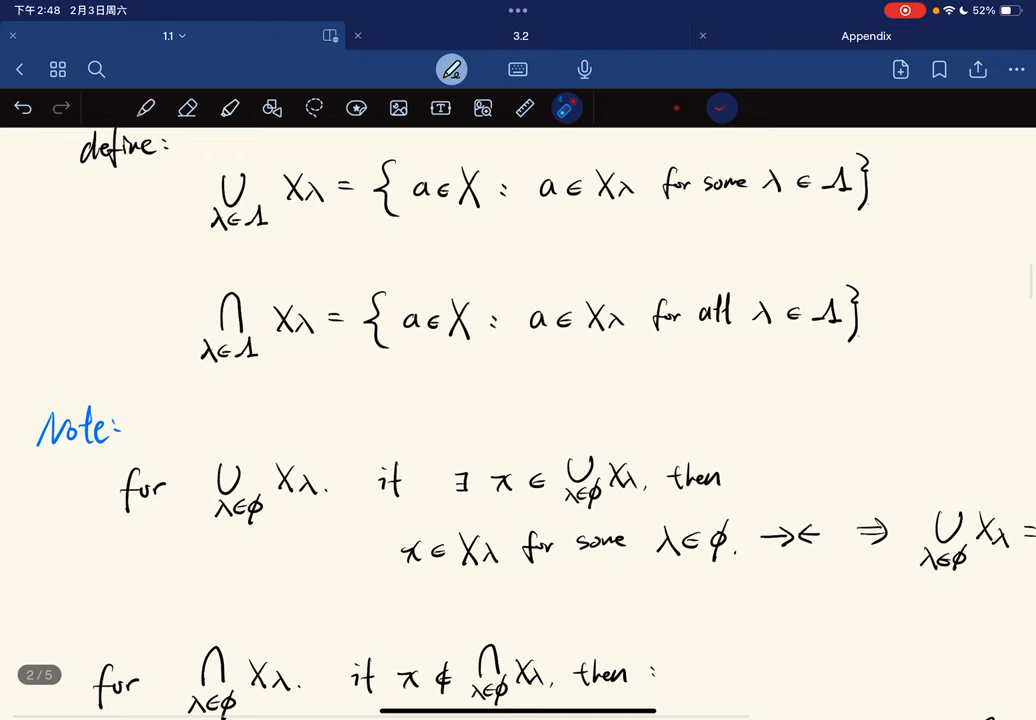 下午2:48 2月3日周六
52%
1.1
3.2
Appendix
T
define:
⋃_{λ∈Λ} Xλ = { a ∈ X : a ∈ Xλ for some λ ∈ Λ }
⋂_{λ∈Λ} Xλ = { a ∈ X : a ∈ Xλ for all λ ∈ Λ }
Note:
for ⋃_{λ∈ϕ} Xλ. if ∃ x ∈ ⋃_{λ∈ϕ} Xλ, then
x ∈ Xλ for some λ ∈ ϕ. →← ⇒ ⋃_{λ∈ϕ} Xλ =
2/5
for ⋂_{λ∈ϕ} Xλ. if x ∉ ⋂_{λ∈ϕ} Xλ, then :